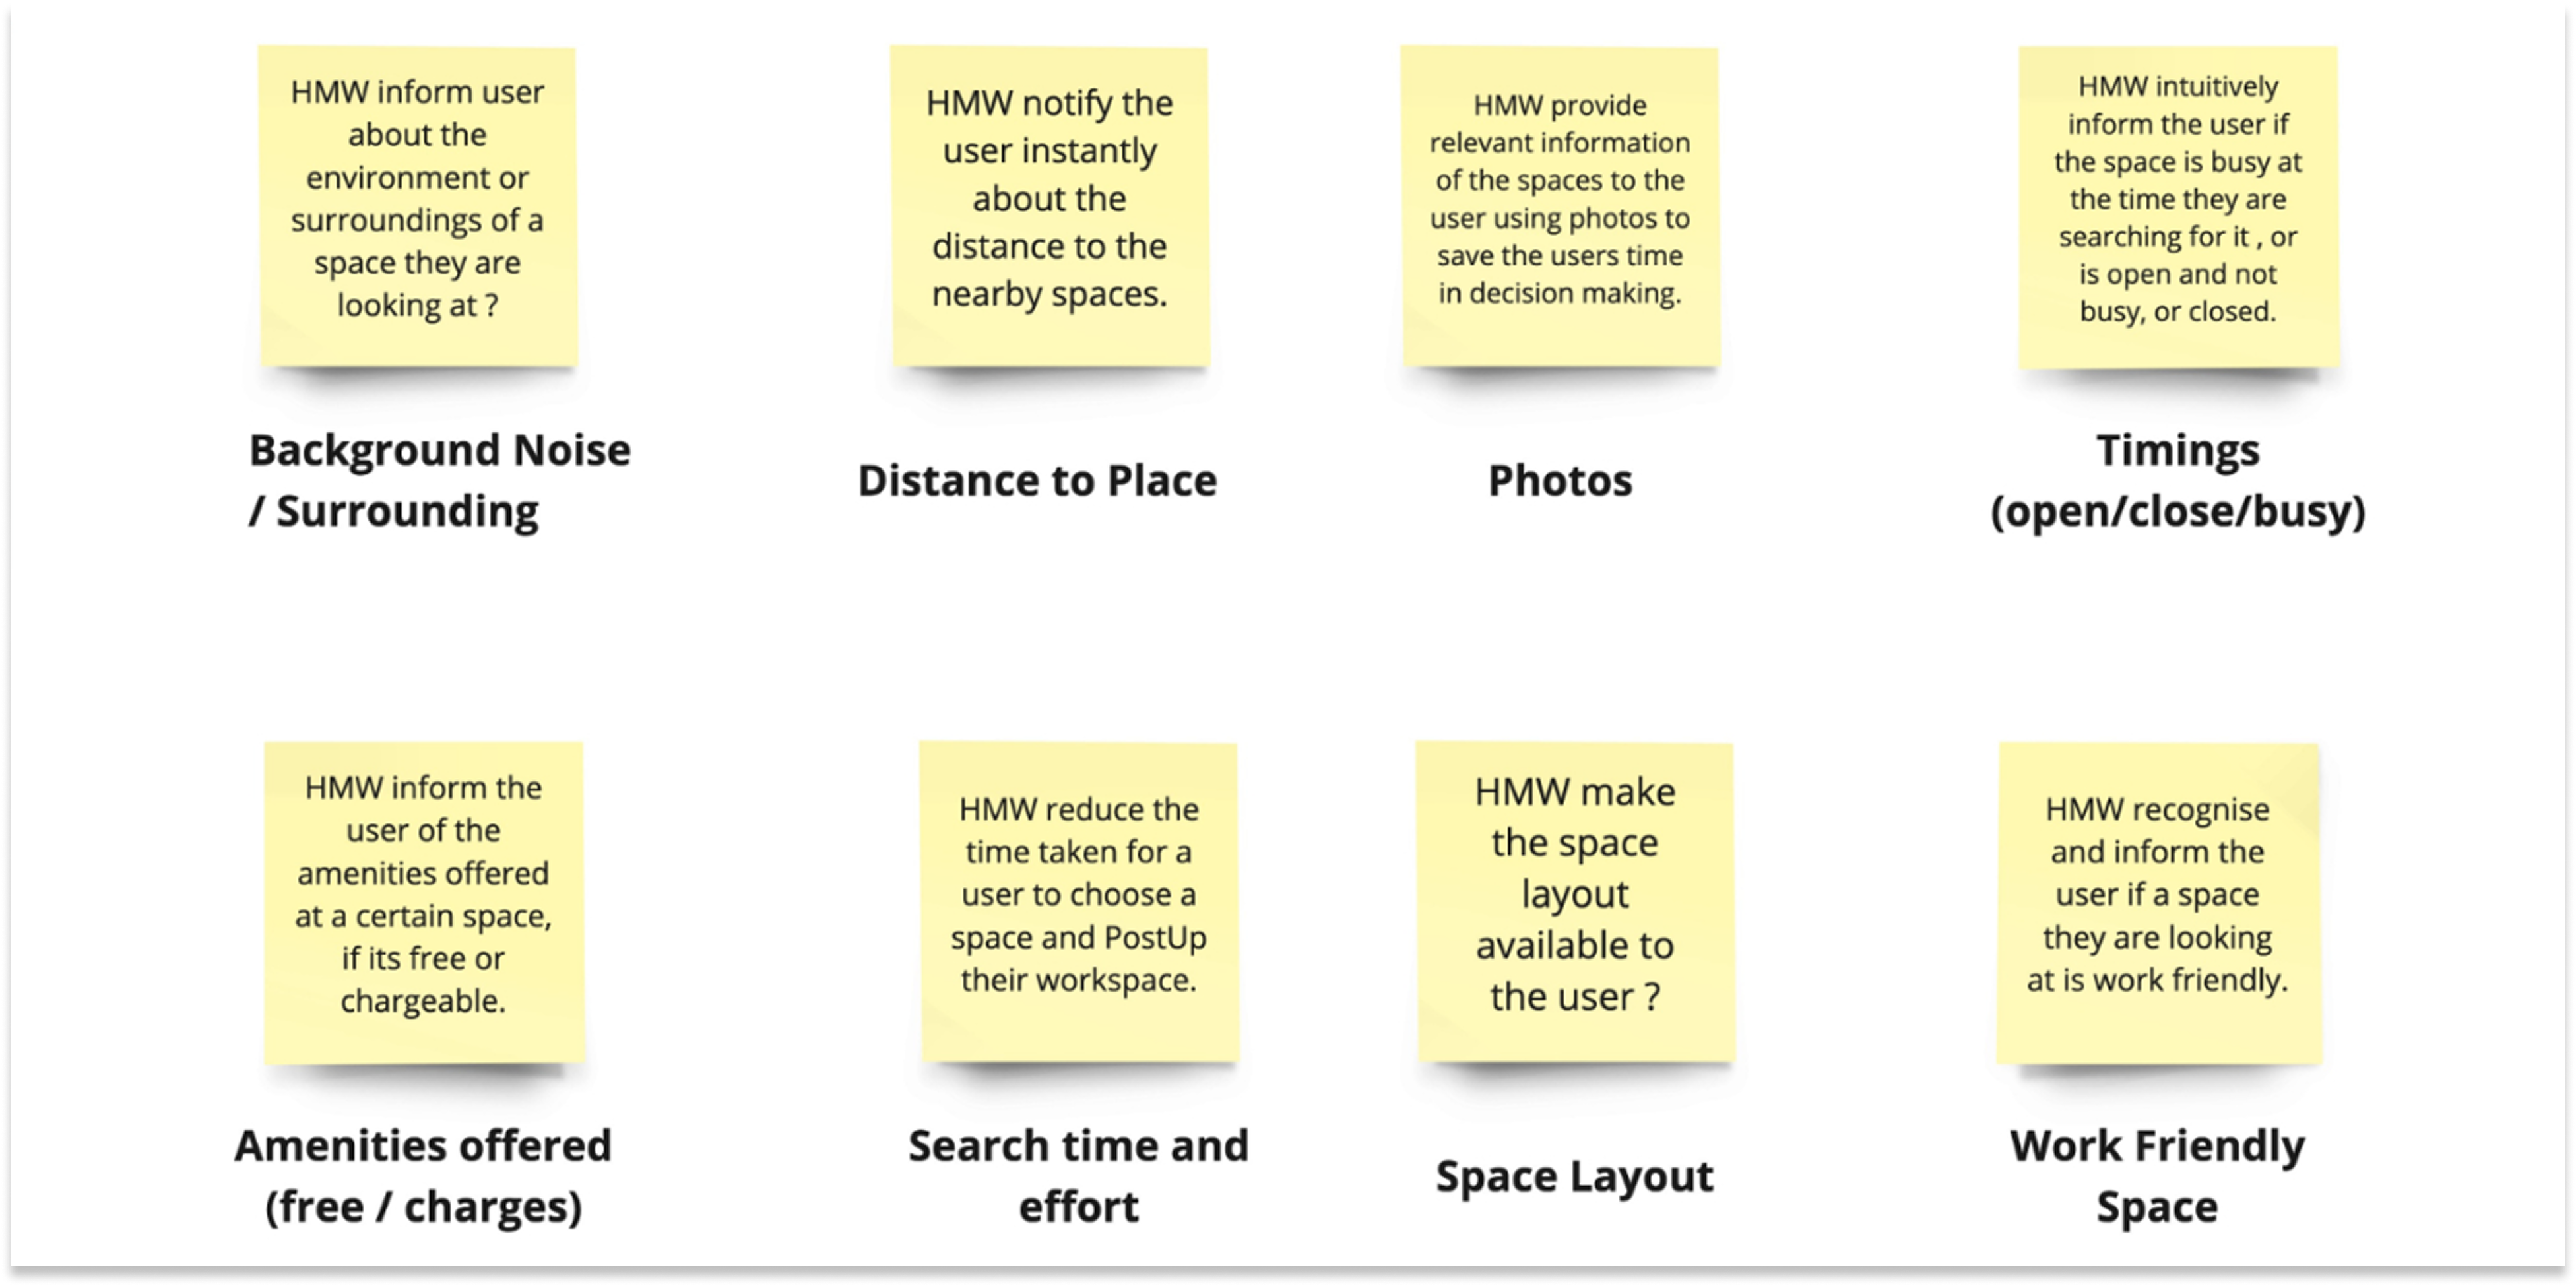 HMW inform user
about the
environment or
surroundings of a
space they are
looking at ?
Background Noise
/ Surrounding
HMW notify the
user instantly
about the
distance to the
nearby spaces.
Distance to Place
HMW provide
relevant information
of the spaces to the
user using photos to
save the users time
in decision making.
Photos
HMW intuitively
inform the user if
the space is busy at
the time they are
searching for it , or
is open and not
busy, or closed.
Timings
(open/close/busy)
HMW inform the
user of the
amenities offered
at a certain space,
if its free or
chargeable.
Amenities offered
(free / charges)
HMW reduce the
time taken for a
user to choose a
space and PostUp
their workspace.
Search time and
effort
HMW make
the space
layout
available to
the user ?
Space Layout
HMW recognise
and inform the
user if a space
they are looking
at is work friendly.
Work Friendly
Space